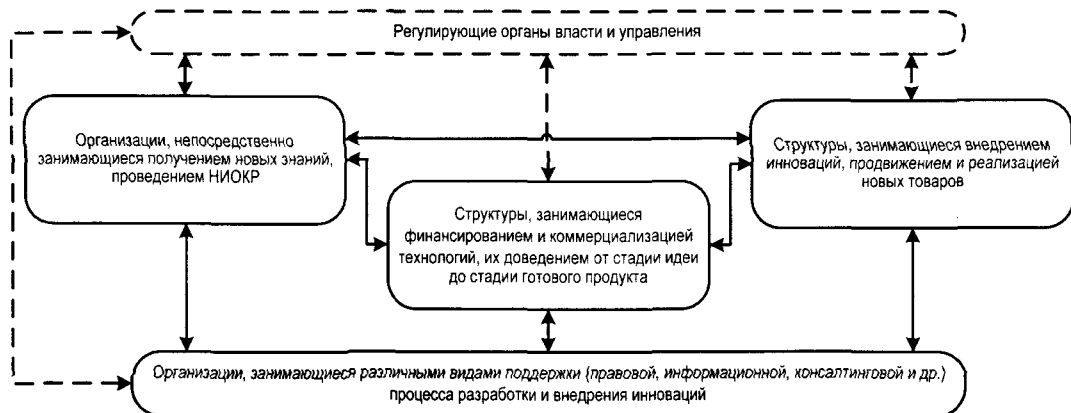 Регулирующие органы власти и управления
Организации, непосредственно
занимающиеся получением новых знаний,
проведением НИОКР
Структуры, занимающиеся внедрением
инноваций, продвижением и реализацией
новых товаров
Структуры, занимающиеся
финансированием и коммерциализацией
технологий, их доведением от стадии идеи
до стадии готового продукта
Организации, занимающиеся различными видами поддержки (правовой, информационной, консалтинговой и др.)
процесса разработки и внедрения инноваций